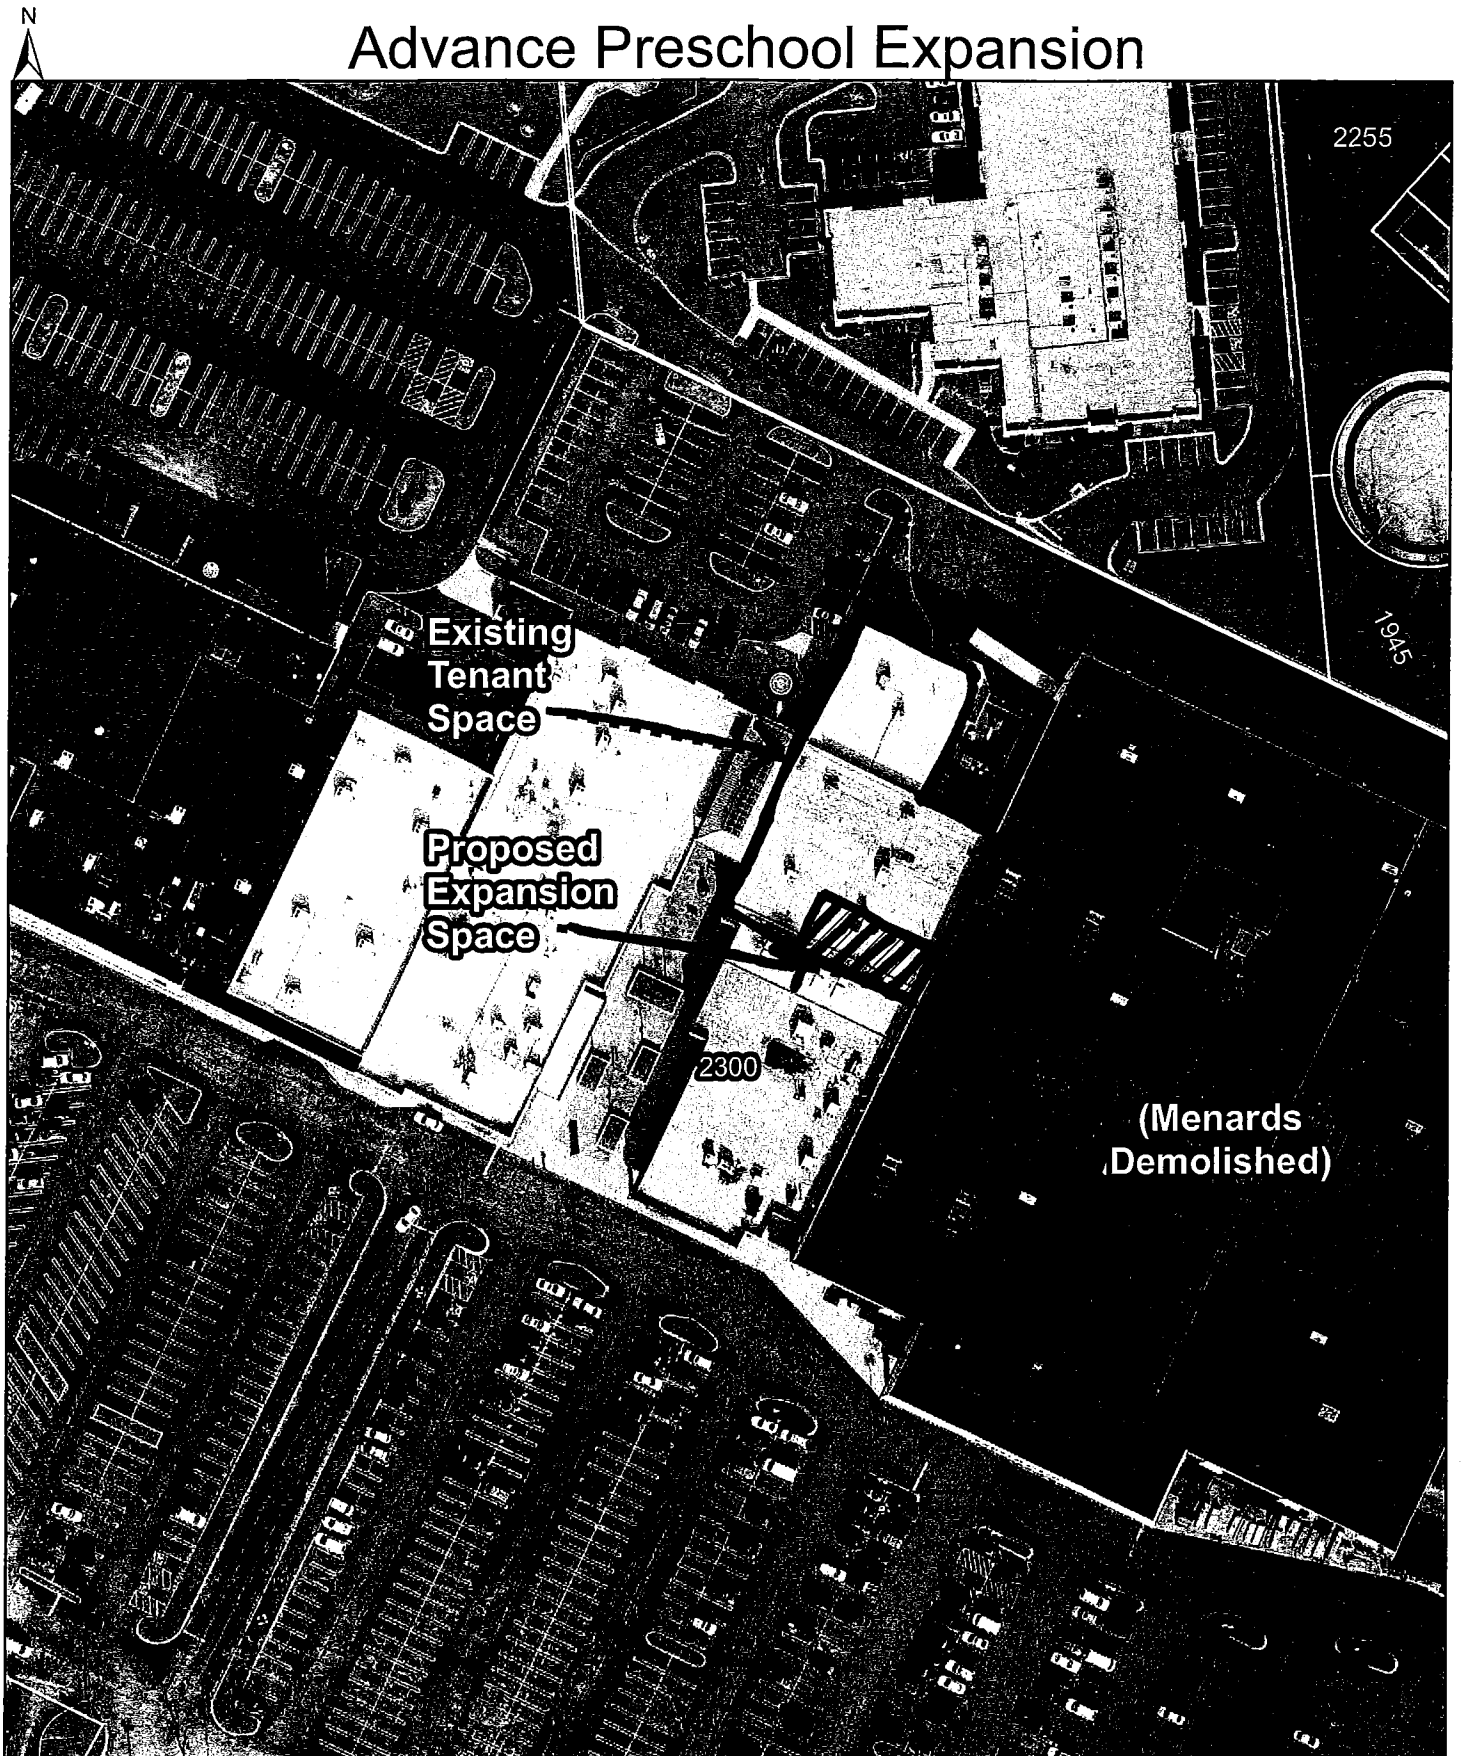 N
Advance Preschool Expansion
2255
1945
Existing
Tenant
Space
Proposed
Expansion
Space
2300
(Menards
Demolished)